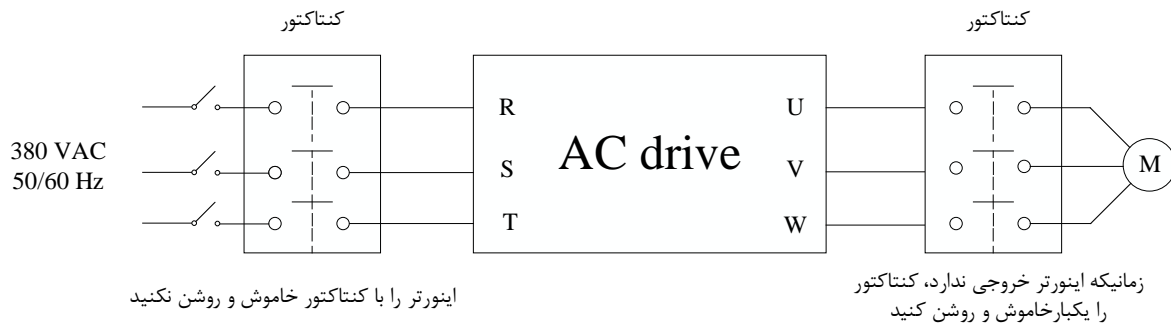 کنتاکتور
کنتاکتور
380 VAC
50/60 Hz
R
S
T
AC drive
U
V
W
M
اینورتر را با کنتاکتور خاموش و روشن نکنید
زمانیکه اینورتر خروجی ندارد، کنتاکتور
را یکبارخاموش و روشن کنید